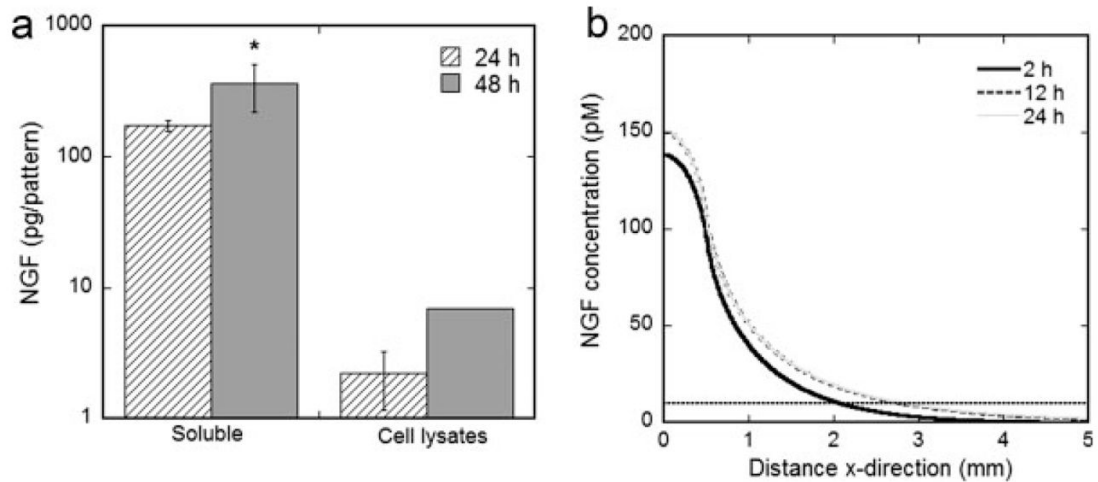 a
1000
100
10
1
NGF (pg/pattern)
*
24 h
48 h
Soluble
Cell lysates
b
200
150
100
50
0
NGF concentration (pM)
2 h
12 h
24 h
0 1 2 3 4 5
Distance x-direction (mm)